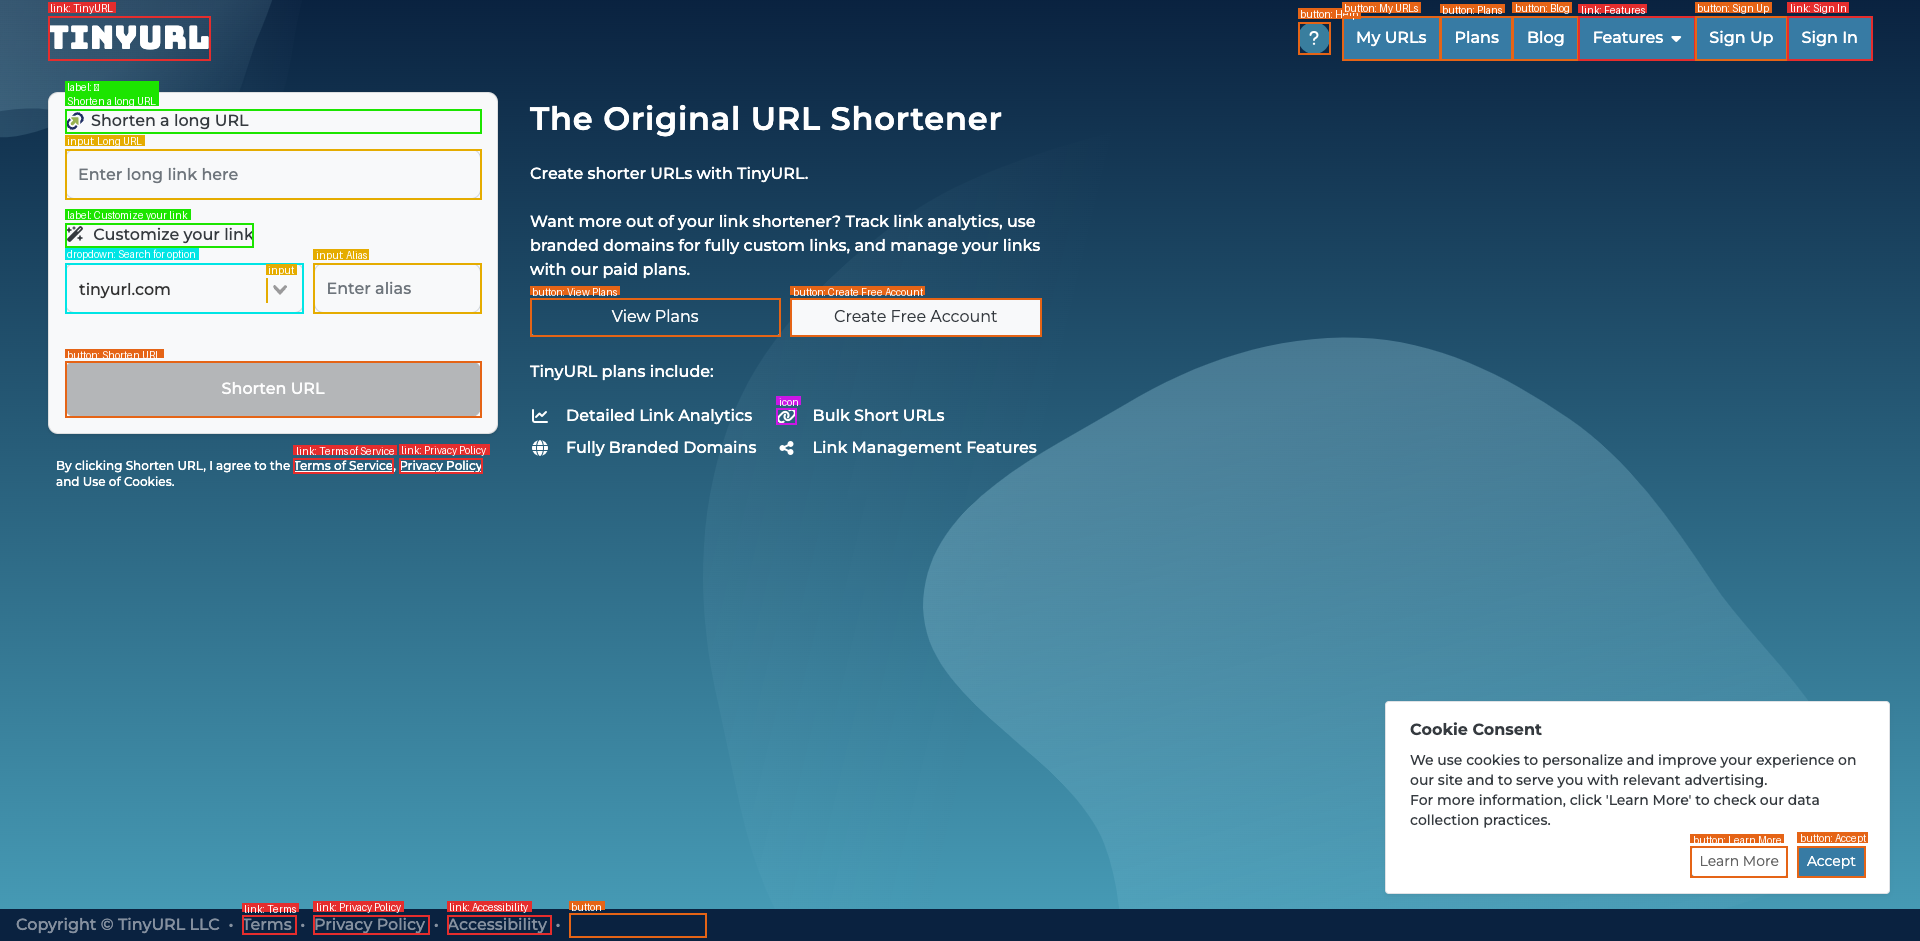 link: TinyURL
TINYURL
button: Help
?
button: My URLs
My URLs
button: Plans
Plans
button: Blog
Blog
link: Features
Features
button: Sign Up
Sign Up
link: Sign In
Sign In
label:
Shorten a long URL
Shorten a long URL
input: Long URL
Enter long link here
label: Customize your link
Customize your link
dropdown: Search for option
tinyurl.com
input
input: Alias
Enter alias
button: Shorten URL
Shorten URL
link: Terms of Service
link: Privacy Policy
By clicking Shorten URL, I agree to the Terms of Service, Privacy Policy
and Use of Cookies.
The Original URL Shortener
Create shorter URLs with TinyURL.
Want more out of your link shortener? Track link analytics, use
branded domains for fully custom links, and manage your links
with our paid plans.
button: View Plans
View Plans
button: Create Free Account
Create Free Account
TinyURL plans include:
Detailed Link Analytics
icon
Bulk Short URLs
Fully Branded Domains
Link Management Features
Cookie Consent
We use cookies to personalize and improve your experience on
our site and to serve you with relevant advertising.
For more information, click 'Learn More' to check our data
collection practices.
button: Learn More
Learn More
button: Accept
Accept
link: Terms
link: Privacy Policy
link: Accessibility
button
Copyright © TinyURL LLC • Terms • Privacy Policy • Accessibility •